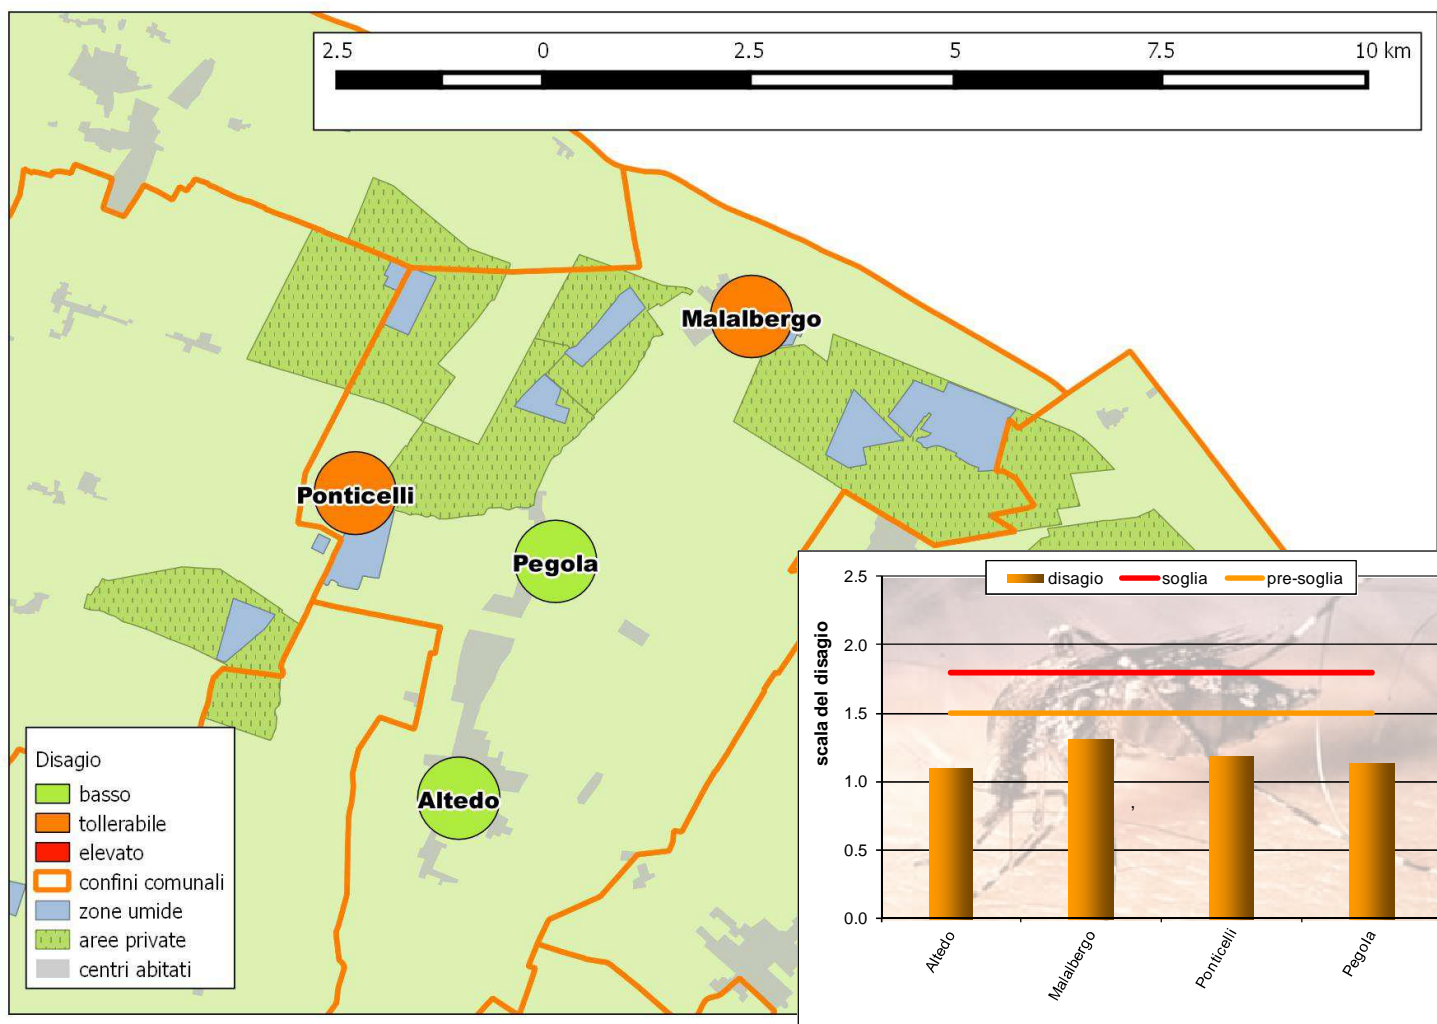 2.5 0 2.5 5 7.5 10 km
Malalbergo
Ponticelli
Pegola
Altedo
Disagio
basso
tollerabile
elevato
confini comunali
zone umide
aree private
centri abitati
disagio soglia pre-soglia
scala del disagio
2.5
2.0
1.5
1.0
0.5
0.0
,
Altedo
Malalbergo
Ponticelli
Pegola